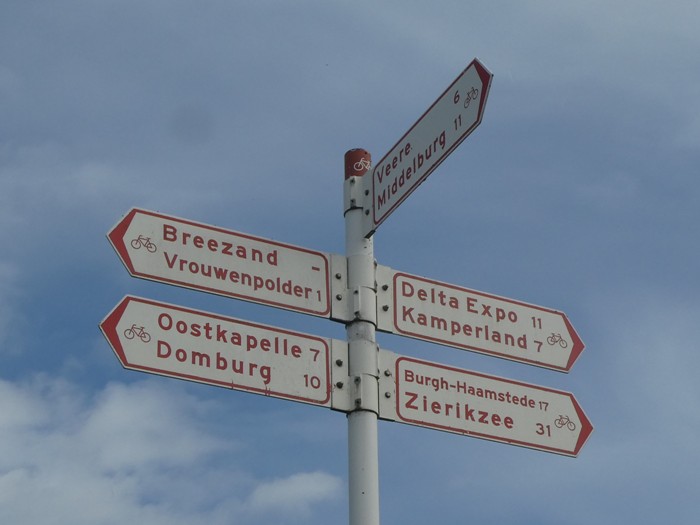 Veere 6
Middelburg 11
Breezand -
Vrouwenpolder 1
Delta Expo 11
Kamperland 7
Oostkapelle 7
Domburg 10
Burgh-Haamstede 17
Zierikzee 31